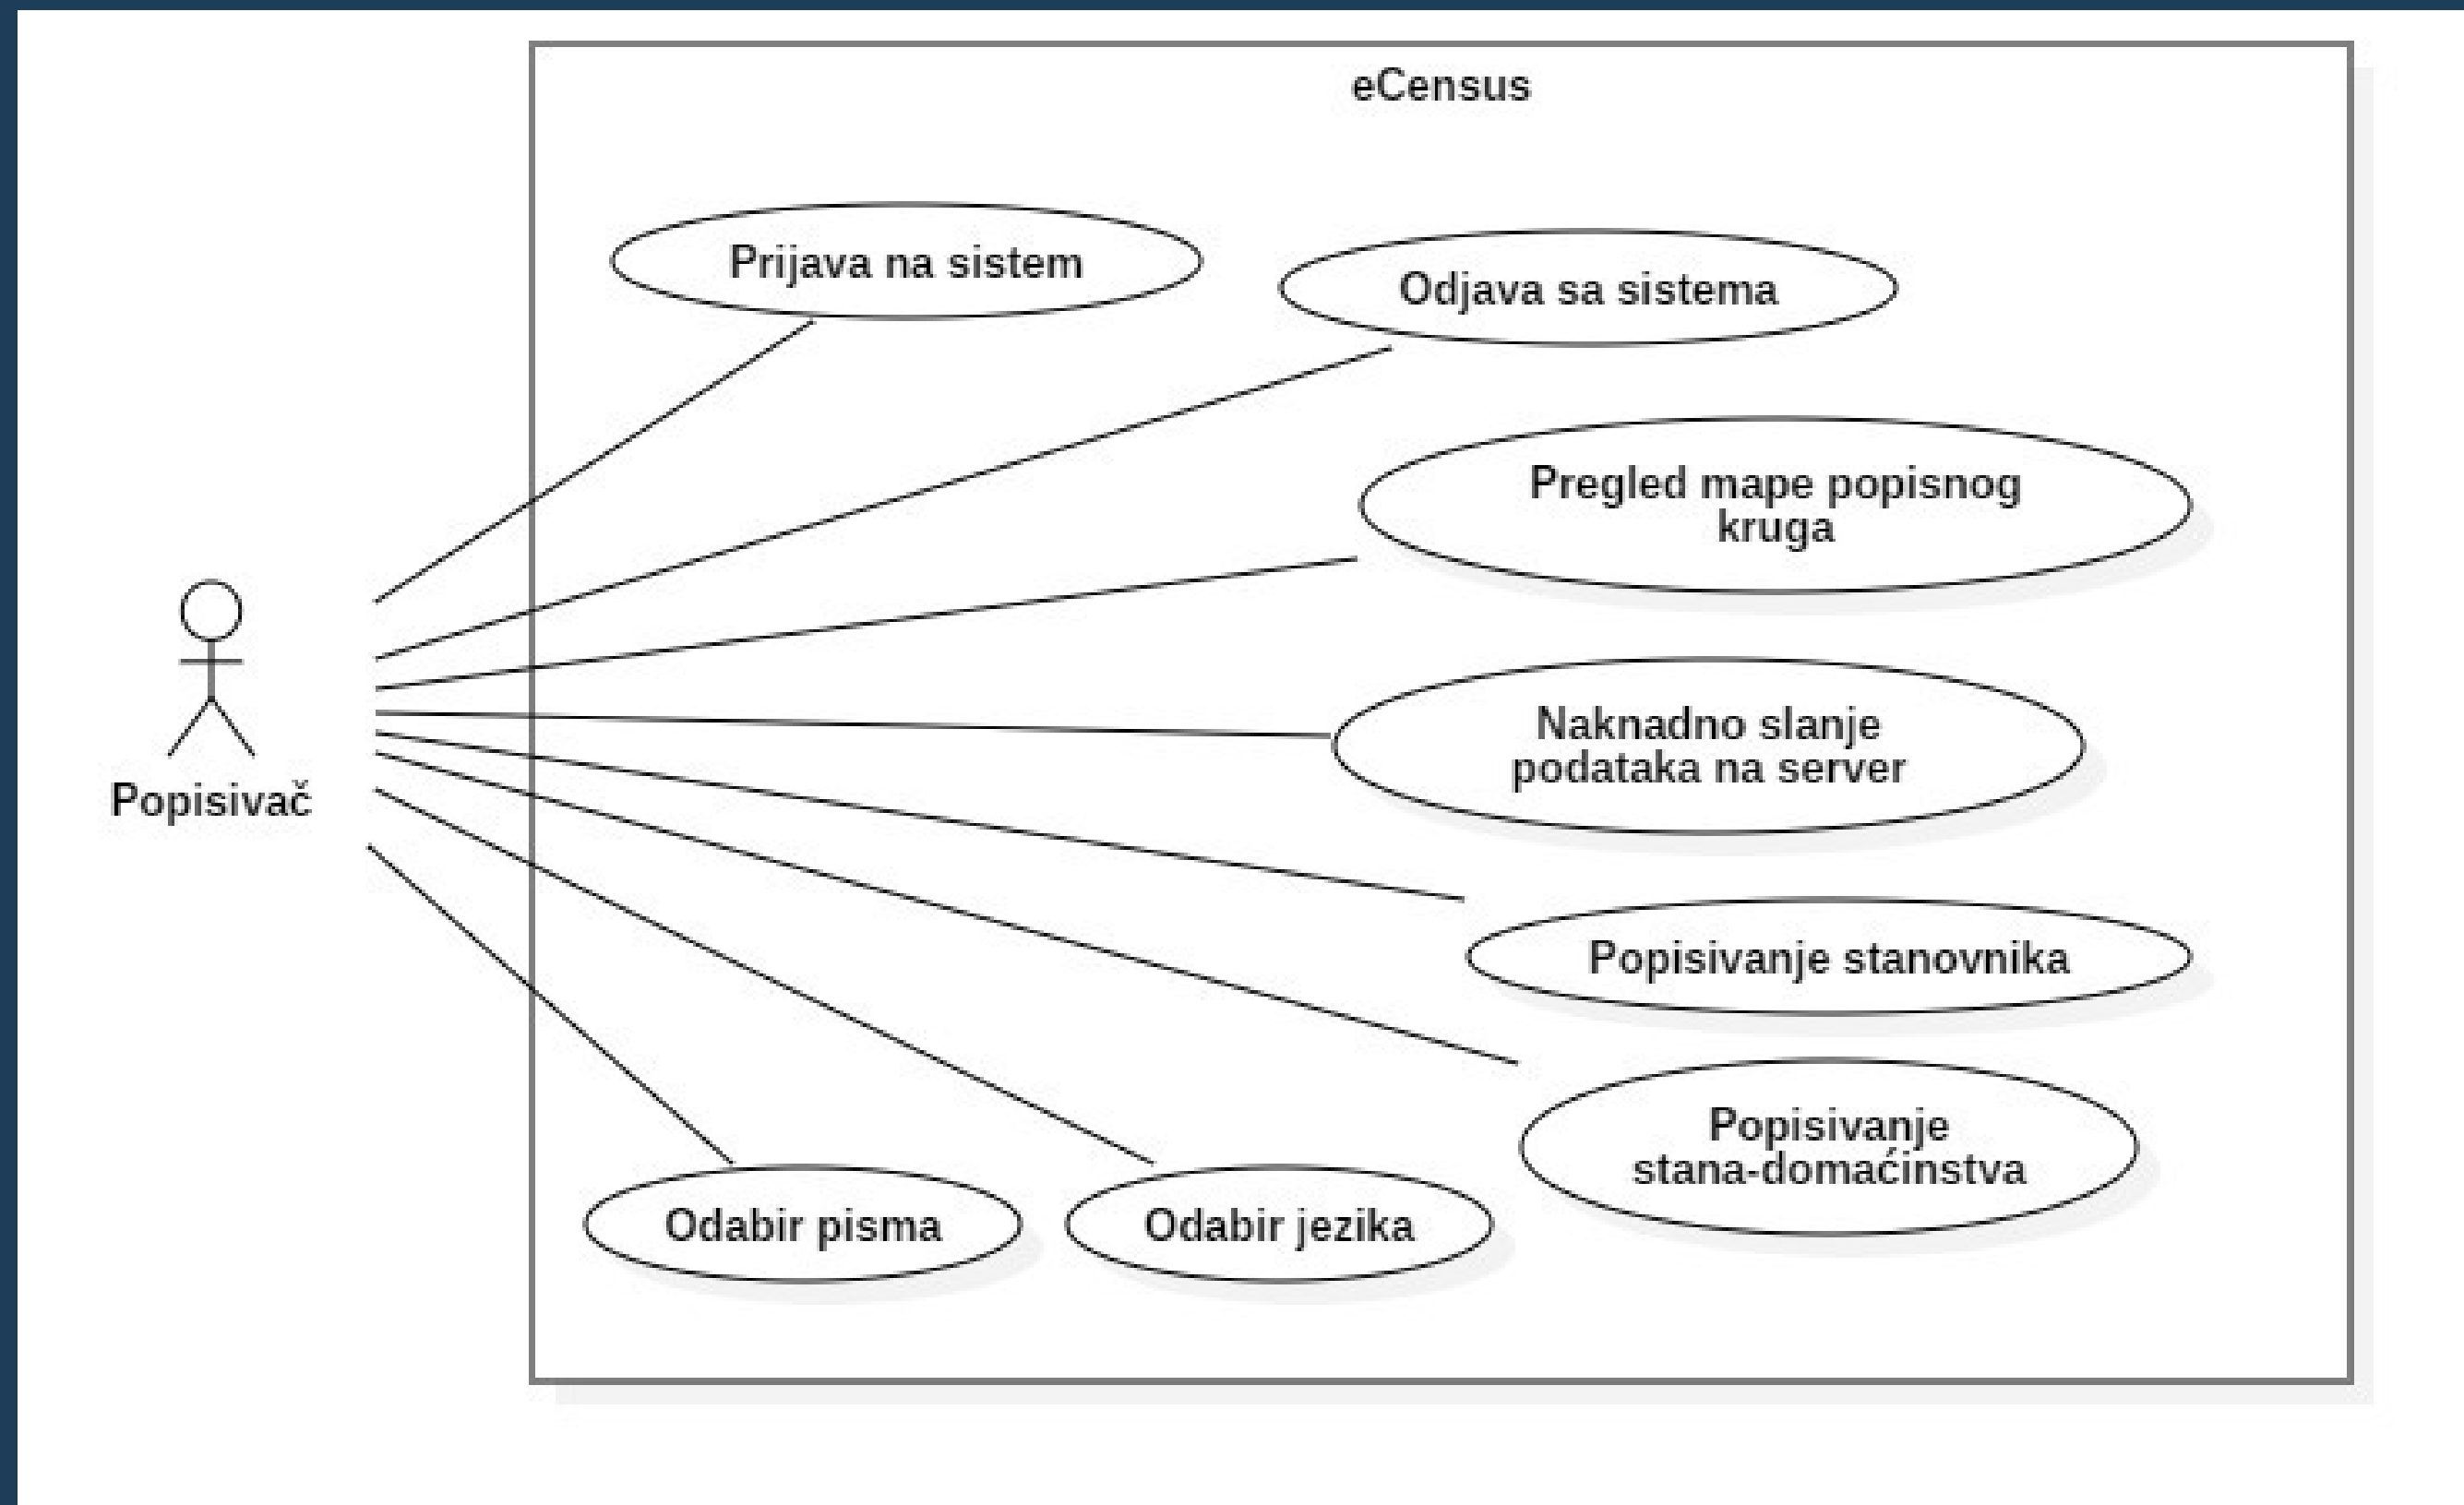 eCensus
Prijava na sistem
Odjava sa sistema
Pregled mape popisnog
kruga
Naknadno slanje
podataka na server
Popisivač
Popisivanje stanovnika
Popisivanje
stana-domaćinstva
Odabir pisma
Odabir jezika